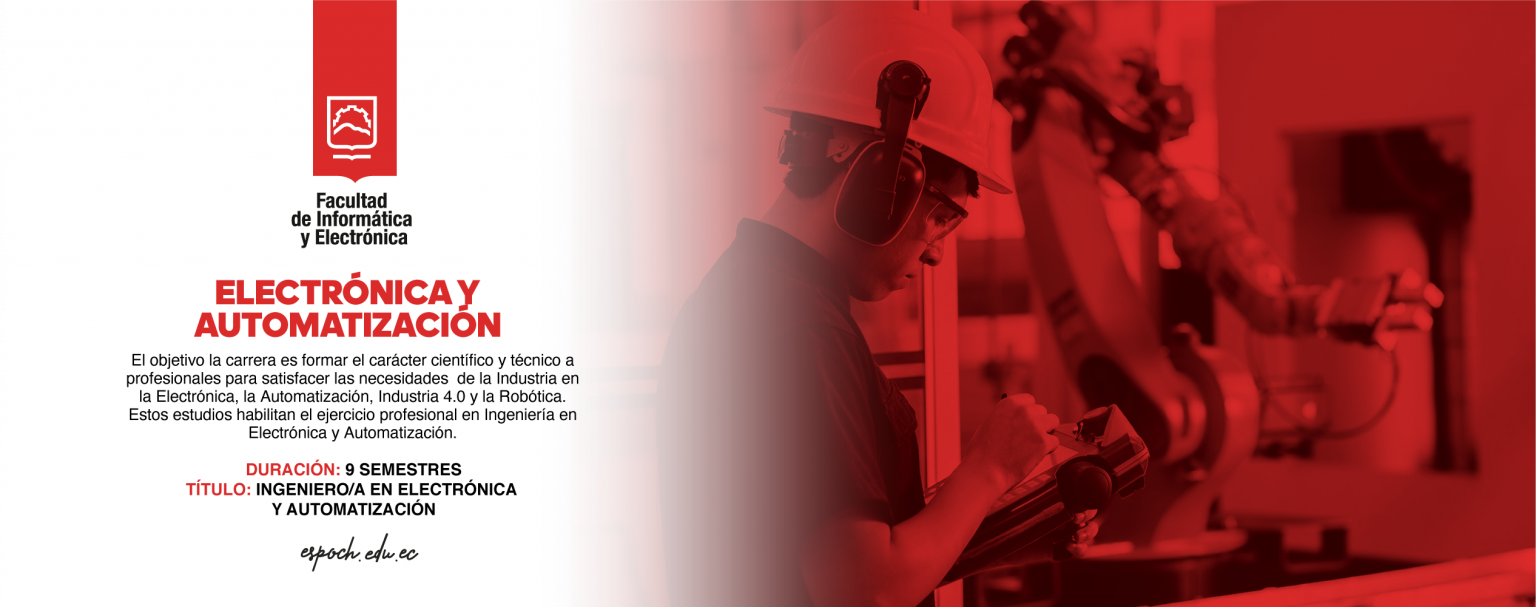 Facultad
de Informática
y Electrónica
ELECTRÓNICA Y
AUTOMATIZACIÓN
El objetivo la carrera es formar el carácter científico y técnico a
profesionales para satisfacer las necesidades de la Industria en
la Electrónica, la Automatización, Industria 4.0 y la Robótica.
Estos estudios habilitan el ejercicio profesional en Ingeniería en
Electrónica y Automatización.
DURACIÓN: 9 SEMESTRES
TÍTULO: INGENIERO/A EN ELECTRÓNICA
Y AUTOMATIZACIÓN
espoch.edu.ec